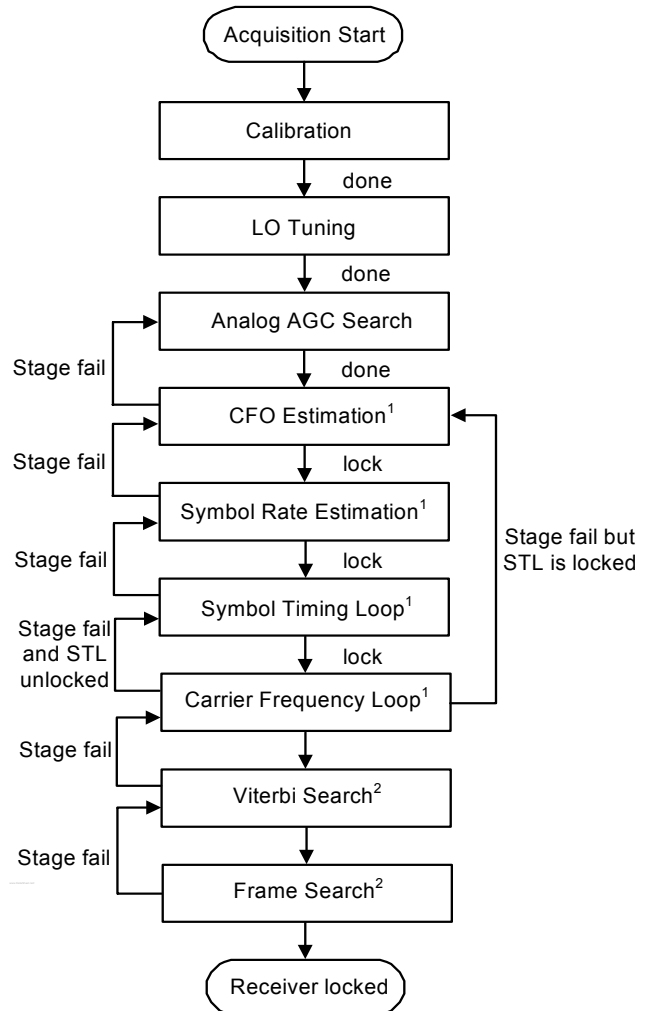 Acquisition Start
Calibration
done
LO Tuning
done
Analog AGC Search
Stage fail
done
CFO Estimation¹
Stage fail
lock
Symbol Rate Estimation¹
Stage fail but
STL is locked
Stage fail
lock
Symbol Timing Loop¹
Stage fail
and STL
unlocked
lock
Carrier Frequency Loop¹
Stage fail
Viterbi Search²
Stage fail
Frame Search²
Receiver locked